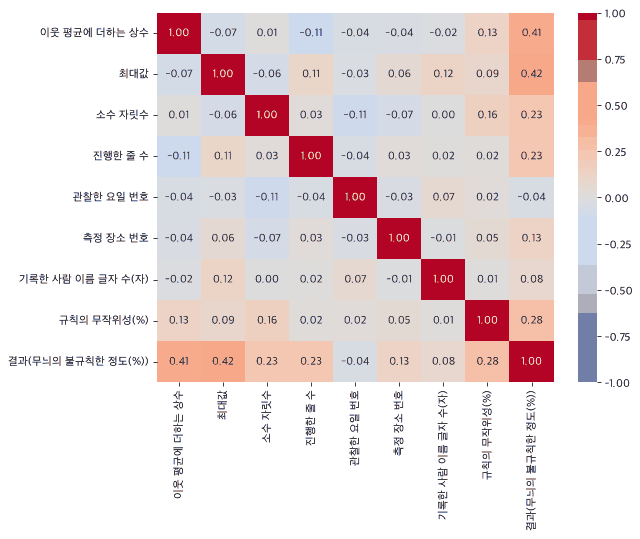 이웃 평균에 더하는 상수 1.00 -0.07 0.01 -0.11 -0.04 -0.04 -0.02 0.13 0.41
최대값 -0.07 1.00 -0.06 0.11 -0.03 0.06 0.12 0.09 0.42
소수 자릿수 0.01 -0.06 1.00 0.03 -0.11 -0.07 0.00 0.16 0.23
진행한 줄 수 -0.11 0.11 0.03 1.00 -0.04 0.03 0.02 0.02 0.23
관찰한 요일 번호 -0.04 -0.03 -0.11 -0.04 1.00 -0.03 0.07 0.02 -0.04
측정 장소 번호 -0.04 0.06 -0.07 0.03 -0.03 1.00 -0.01 0.05 0.13
기록한 사람 이름 글자 수(자) -0.02 0.12 0.00 0.02 0.07 -0.01 1.00 0.01 0.08
규칙의 무작위성(%) 0.13 0.09 0.16 0.02 0.02 0.05 0.01 1.00 0.28
결과(무늬의 불규칙한 정도(%)) 0.41 0.42 0.23 0.23 -0.04 0.13 0.08 0.28 1.00
이웃 평균에 더하는 상수
최대값
소수 자릿수
진행한 줄 수
관찰한 요일 번호
측정 장소 번호
기록한 사람 이름 글자 수(자)
규칙의 무작위성(%)
결과(무늬의 불규칙한 정도(%))
1.00
0.75
0.50
0.25
0.00
-0.25
-0.50
-0.75
-1.00